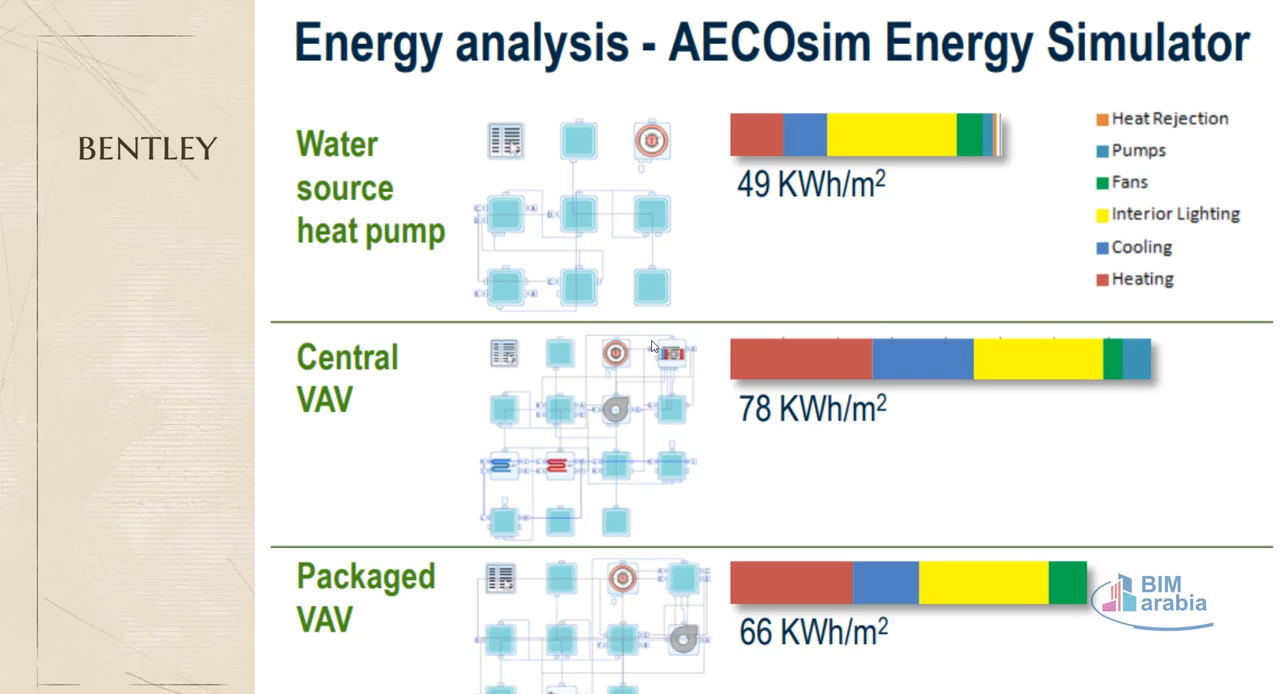 Energy analysis - AECOsim Energy Simulator
BENTLEY
Water
source
heat pump
49 KWh/m²
Heat Rejection
Pumps
Fans
Interior Lighting
Cooling
Heating
Central
VAV
78 KWh/m²
Packaged
VAV
66 KWh/m²
BIM
arabia